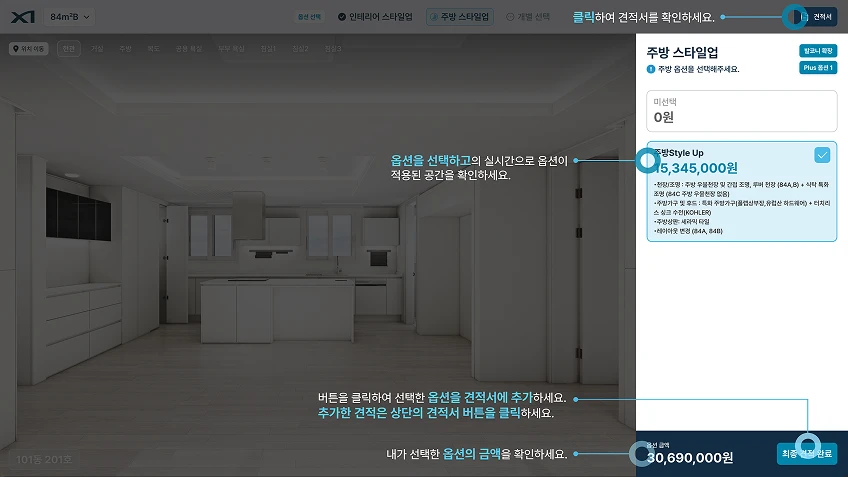 XI
84m²B
옵션 선택
인테리어 스타일업
주방 스타일업
개별 선택
클릭하여 견적서를 확인하세요.
견적서
위치 이동
현관
거실
주방
복도
공용 욕실
부부 욕실
침실1
침실2
침실3
주방 스타일업
발코니 확장
주방 옵션을 선택해주세요.
Plus 옵션 1
미선택
0원
옵션을 선택하고의 실시간으로 옵션이
적용된 공간을 확인하세요.
주방Style Up
15,345,000원
•천장/조명 : 주방 우물천장 및 간접 조명, 루버 천장 (84A,B) + 식탁 특화
조명 (84C 주방 우물천장 없음)
•주방가구 및 후드 : 특화 주방가구(플랩상부장,유럽산 하드웨어) + 터치리
스 싱크 수전(KOHLER)
•주방상판: 세라믹 타일
•레이아웃 변경 (84A, 84B)
버튼을 클릭하여 선택한 옵션을 견적서에 추가하세요.
추가한 견적은 상단의 견적서 버튼을 클릭하세요.
내가 선택한 옵션의 금액을 확인하세요.
옵션 금액
30,690,000원
최종 견적 완료
101동 201호